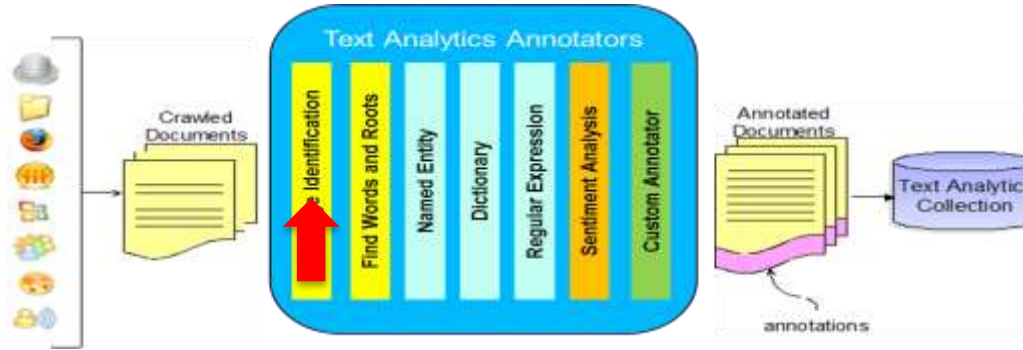 Text Analytics Annotators
Crawled
Documents
Identification
Find Words and Roots
Named Entity
Dictionary
Regular Expression
Sentiment Analysis
Custom Annotator
Annotated
Documents
Text Analytic
Collection
annotations